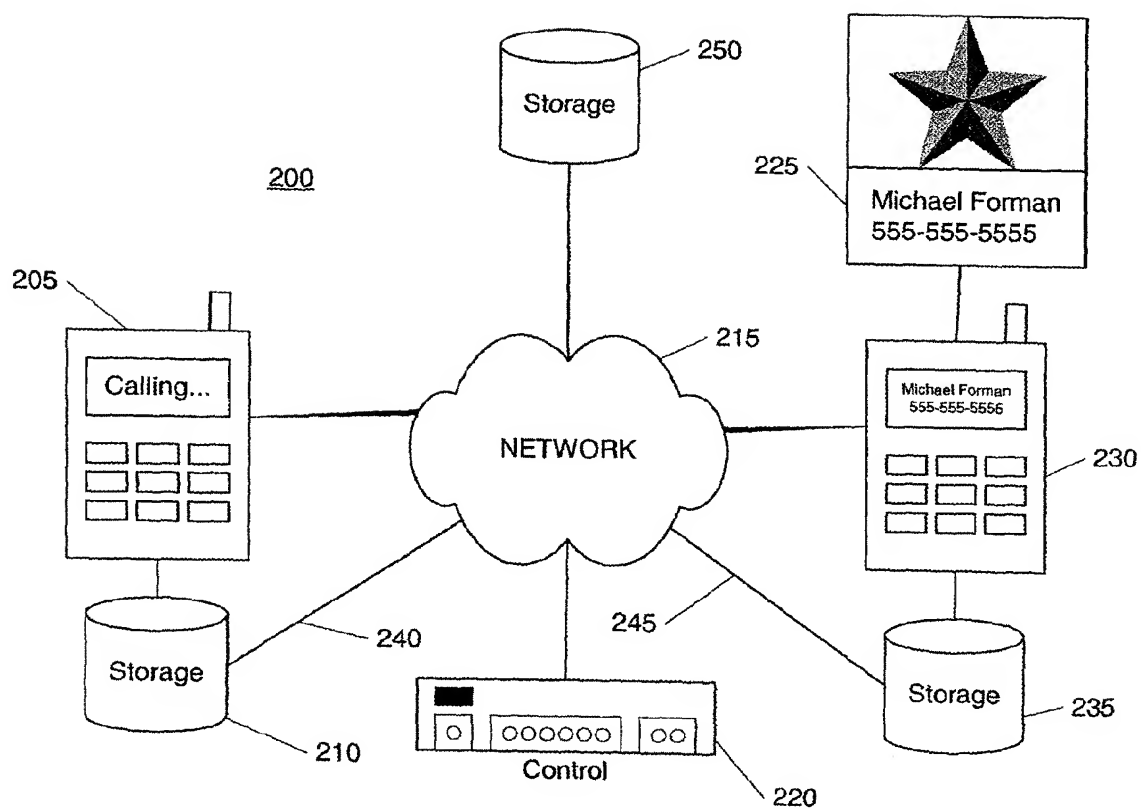 250
Storage
200
225
Michael Forman
555-555-5555
205
215
Calling...
NETWORK
Michael Forman
555-555-5556
230
240
245
Storage
Storage
235
210
Control
220